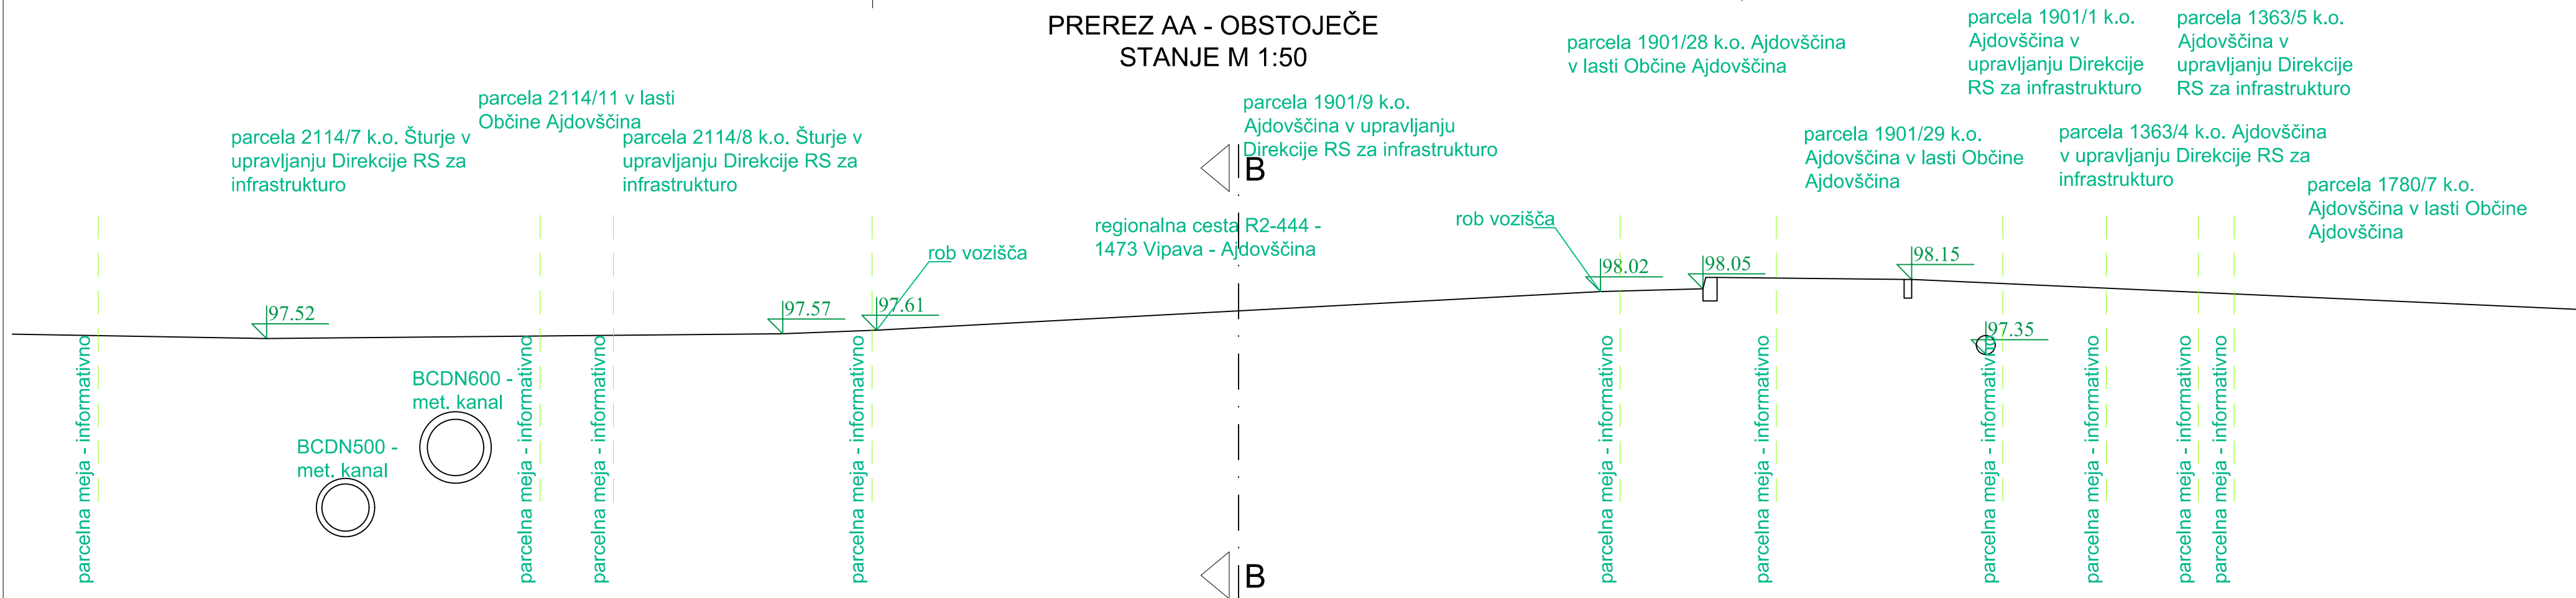 PREREZ AA - OBSTOJEČE
STANJE M 1:50
parcela 2114/7 k.o. Šturje v
upravljanju Direkcije RS za
infrastrukturo
parcela 2114/11 v lasti
Občine Ajdovščina
parcela 2114/8 k.o. Šturje v
upravljanju Direkcije RS za
infrastrukturo
parcela 1901/9 k.o.
Ajdovščina v upravljanju
Direkcije RS za infrastrukturo
parcela 1901/28 k.o. Ajdovščina
v lasti Občine Ajdovščina
parcela 1901/29 k.o.
Ajdovščina v lasti Občine
Ajdovščina
parcela 1901/1 k.o.
Ajdovščina v
upravljanju Direkcije
RS za infrastrukturo
parcela 1363/4 k.o. Ajdovščina
v upravljanju Direkcije RS za
infrastrukturo
parcela 1363/5 k.o.
Ajdovščina v
upravljanju Direkcije
RS za infrastrukturo
parcela 1780/7 k.o.
Ajdovščina v lasti Občine
Ajdovščina
B
regionalna cesta R2-444 -
1473 Vipava - Ajdovščina
rob vozišča
rob vozišča
97.52
97.57
97.61
98.02
98.05
98.15
97.35
BCDN600 -
met. kanal
BCDN500 -
met. kanal
parcelna meja - informativno
parcelna meja - informativno
parcelna meja - informativno
parcelna meja - informativno
parcelna meja - informativno
parcelna meja - informativno
parcelna meja - informativno
parcelna meja - informativno
parcelna meja - informativno
parcelna meja - informativno
B